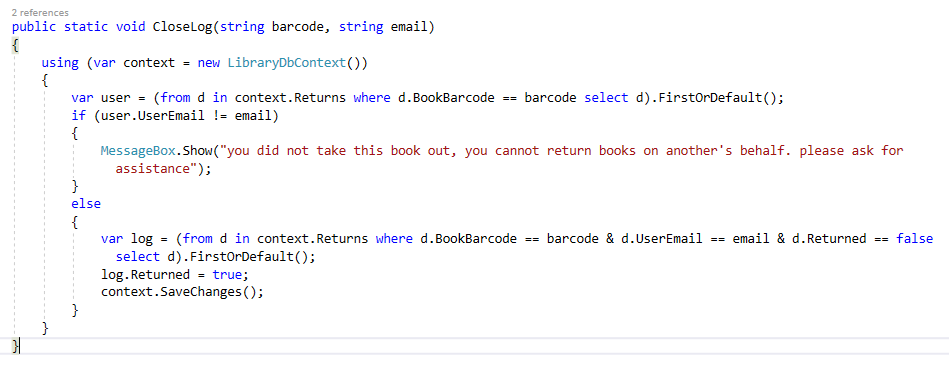 2 references
public static void CloseLog(string barcode, string email)
{
using (var context = new LibraryDbContext())
{
var user = (from d in context.Returns where d.BookBarcode == barcode select d).FirstOrDefault();
if (user.UserEmail != email)
{
MessageBox.Show("you did not take this book out, you cannot return books on another's behalf. please ask for
assistance");
}
else
{
var log = (from d in context.Returns where d.BookBarcode == barcode & d.UserEmail == email & d.Returned == false
select d).FirstOrDefault();
log.Returned = true;
context.SaveChanges();
}
}
}